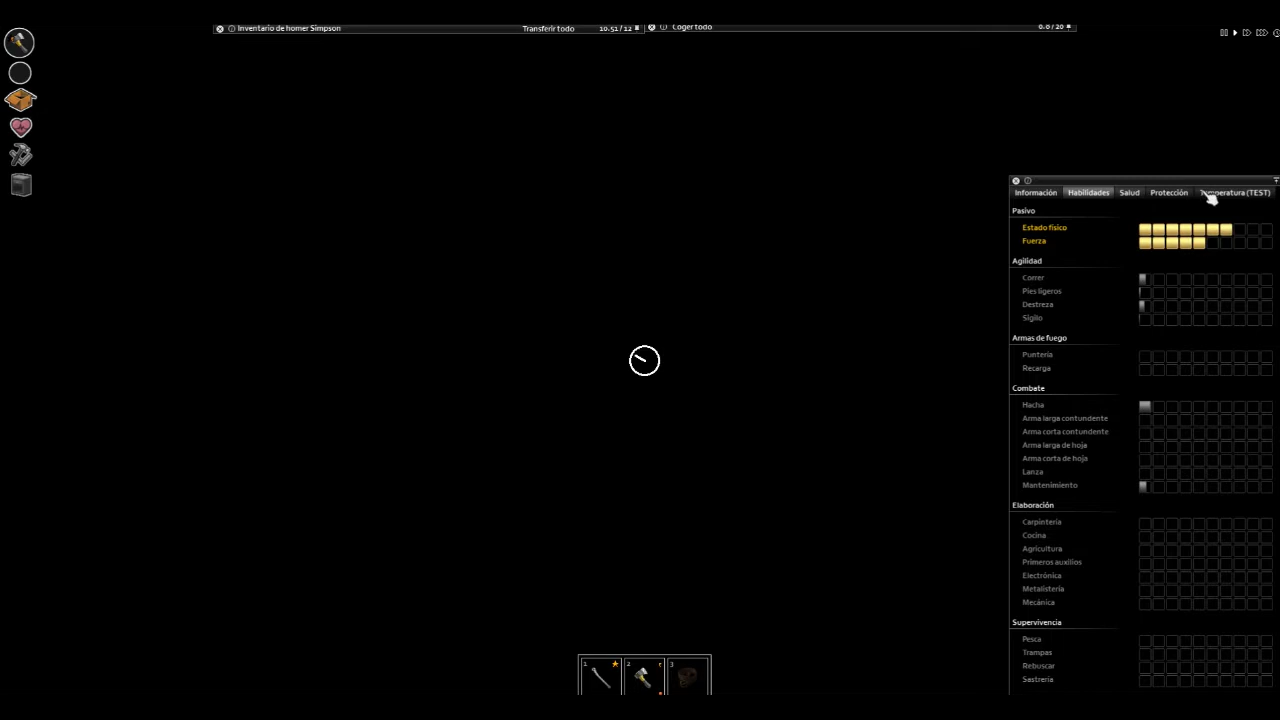 Inventario de homer Simpson Transferir todo 10.51 / 12
Coger todo 0.0 / 20
Información Habilidades Salud Protección Temperatura (TEST)
Pasivo
Estado físico
Fuerza
Agilidad
Correr
Pies ligeros
Destreza
Sigilo
Armas de fuego
Puntería
Recarga
Combate
Hacha
Arma larga contundente
Arma corta contundente
Arma larga de hoja
Arma corta de hoja
Lanza
Mantenimiento
Elaboración
Carpintería
Cocina
Agricultura
Primeros auxilios
Electrónica
Metalistería
Mecánica
Supervivencia
Pesca
Trampas
Rebuscar
Sastrería
1 2 3